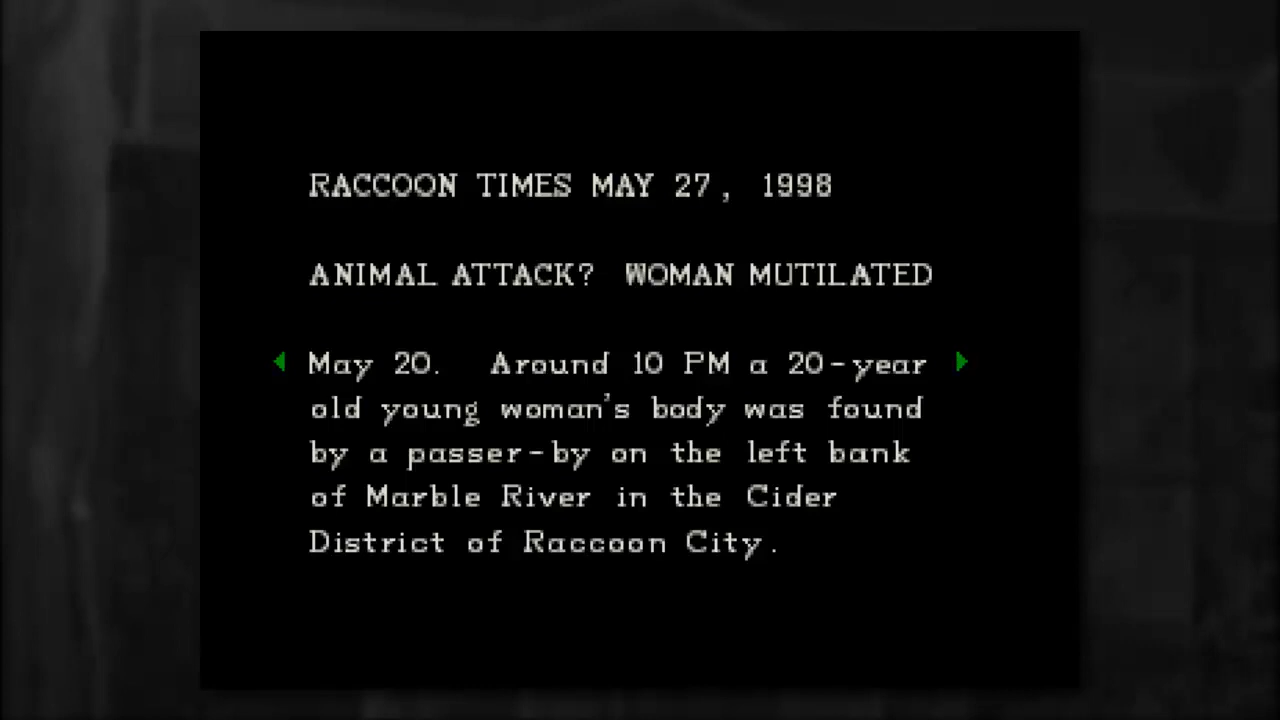 RACCOON TIMES MAY 27, 1998
ANIMAL ATTACK? WOMAN MUTILATED
May 20. Around 10 PM a 20-year
old young woman's body was found
by a passer-by on the left bank
of Marble River in the Cider
District of Raccoon City.